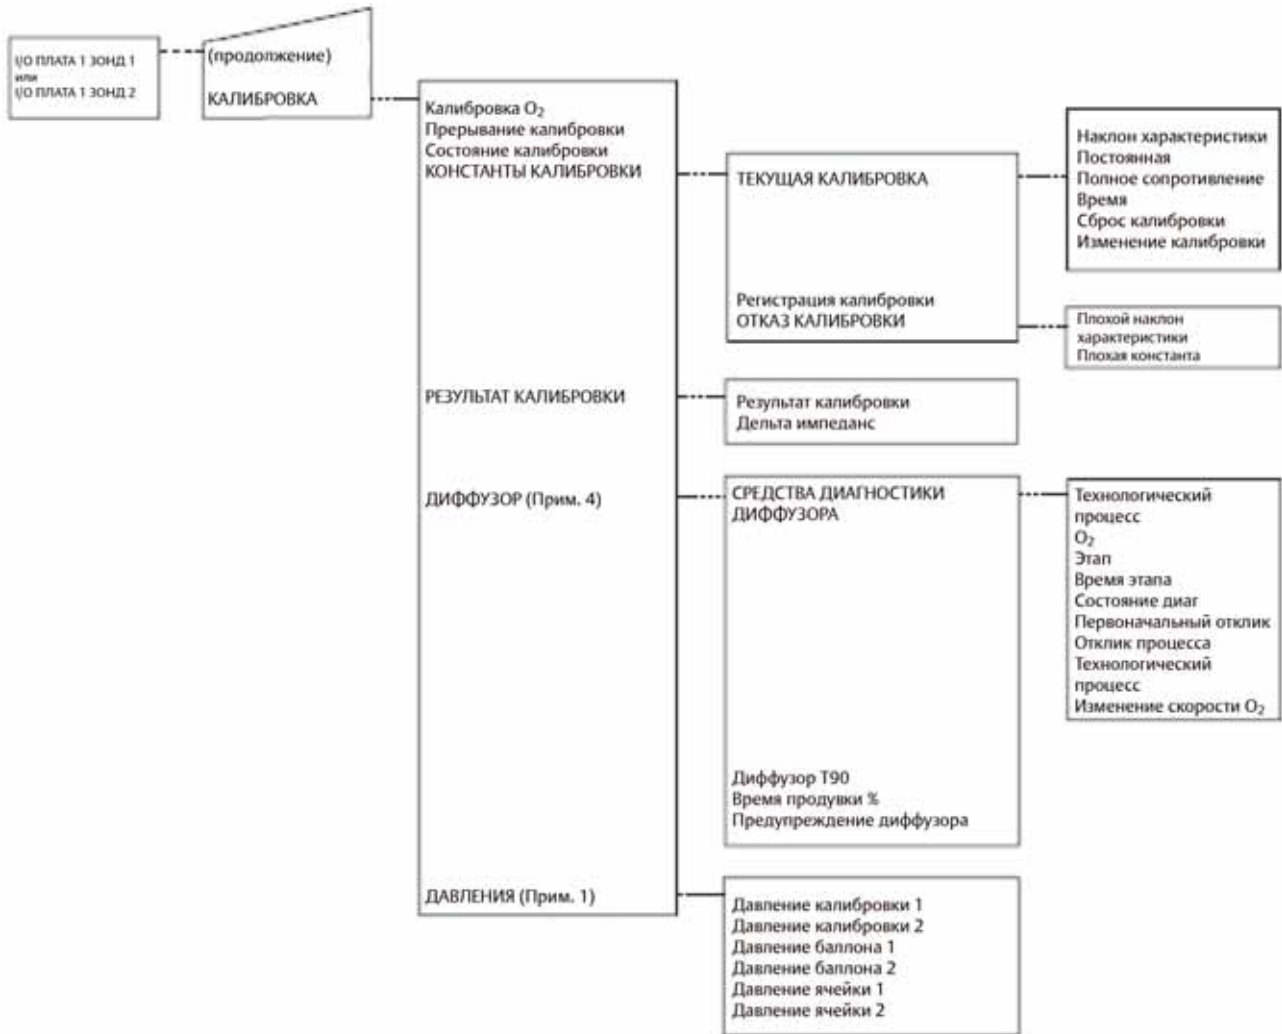 I/O ПЛАТА 1 ЗОНД 1
или
I/O ПЛАТА 1 ЗОНД 2
(продолжение)
КАЛИБРОВКА
Калибровка O₂
Прерывание калибровки
Состояние калибровки
КОНСТАНТЫ КАЛИБРОВКИ
РЕЗУЛЬТАТ КАЛИБРОВКИ
ДИФФУЗОР (Прим. 4)
ДАВЛЕНИЯ (Прим. 1)
ТЕКУЩАЯ КАЛИБРОВКА
Регистрация калибровки
ОТКАЗ КАЛИБРОВКИ
Наклон характеристики
Постоянная
Полное сопротивление
Время
Сброс калибровки
Изменение калибровки
Плохой наклон
характеристики
Плохая константа
Результат калибровки
Дельта импеданс
СРЕДСТВА ДИАГНОСТИКИ
ДИФФУЗОРА
Диффузор T90
Время продувки %
Предупреждение диффузора
Технологический
процесс
O₂
Этап
Время этапа
Состояние диаг
Первоначальный отклик
Отклик процесса
Технологический
процесс
Изменение скорости O₂
Давление калибровки 1
Давление калибровки 2
Давление баллона 1
Давление баллона 2
Давление ячейки 1
Давление ячейки 2